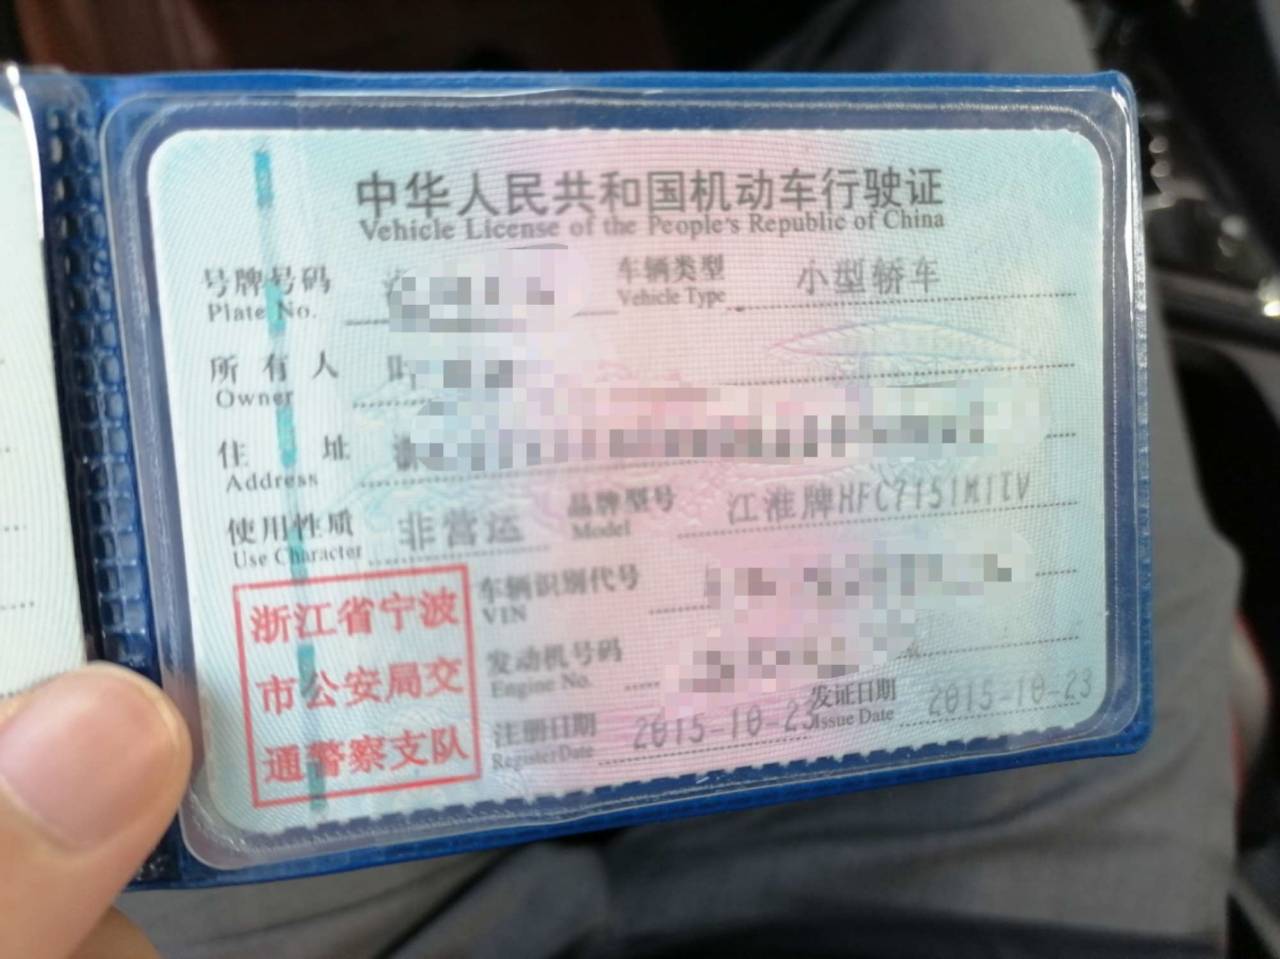 中华人民共和国机动车行驶证
Vehicle License of the People's Republic of China
号牌号码
Plate No.
车辆类型 小型轿车
Vehicle Type
所有人
Owner
住址
Address
使用性质 非营运
Use Character
品牌型号 江淮牌HFC7151M1EV
Model
车辆识别代号
VIN
发动机号码
Engine No.
注册日期 2015-10-23
Register Date
发证日期 2015-10-23
Issue Date
浙江省宁波
市公安局交
通警察支队